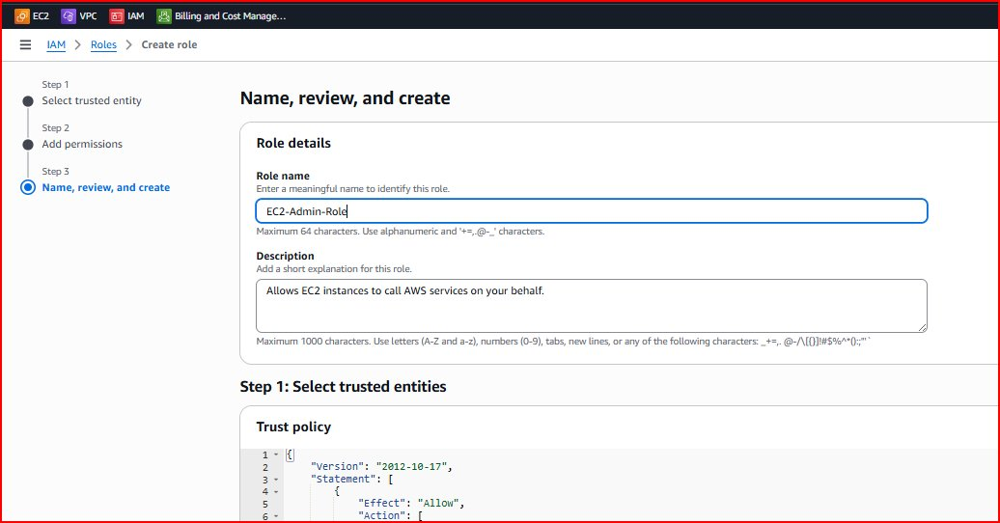 EC2 VPC IAM Billing and Cost Manage...
IAM > Roles > Create role
Step 1
Select trusted entity
Step 2
Add permissions
Step 3
Name, review, and create
Name, review, and create
Role details
Role name
Enter a meaningful name to identify this role.
EC2-Admin-Role
Maximum 64 characters. Use alphanumeric and '+=,.@-_' characters.
Description
Add a short explanation for this role.
Allows EC2 instances to call AWS services on your behalf.
Maximum 1000 characters. Use letters (A-Z and a-z), numbers (0-9), tabs, new lines, or any of the following characters: _+=,. @-/\[{}]!#$%^*();:"'`
Step 1: Select trusted entities
Trust policy
1 {
2 "Version": "2012-10-17",
3 "Statement": [
4 {
5 "Effect": "Allow",
6 "Action": [